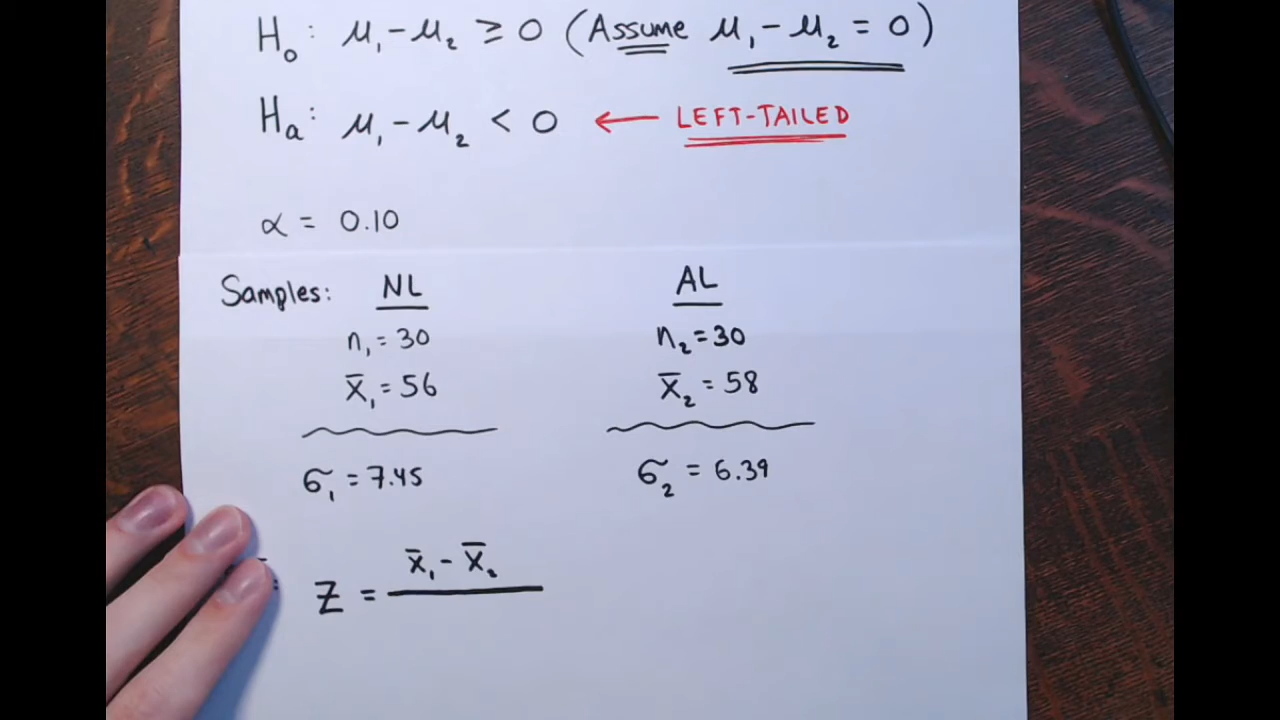 H₀: μ₁-μ₂ ≥ 0 (Assume μ₁-μ₂ = 0)
Hₐ: μ₁-μ₂ < 0 ← LEFT-TAILED
α = 0.10
Samples: NL AL
n₁=30 n₂=30
x̄₁=56 x̄₂=58
σ₁=7.45 σ₂=6.39
x̄₁-x̄₂
Z =